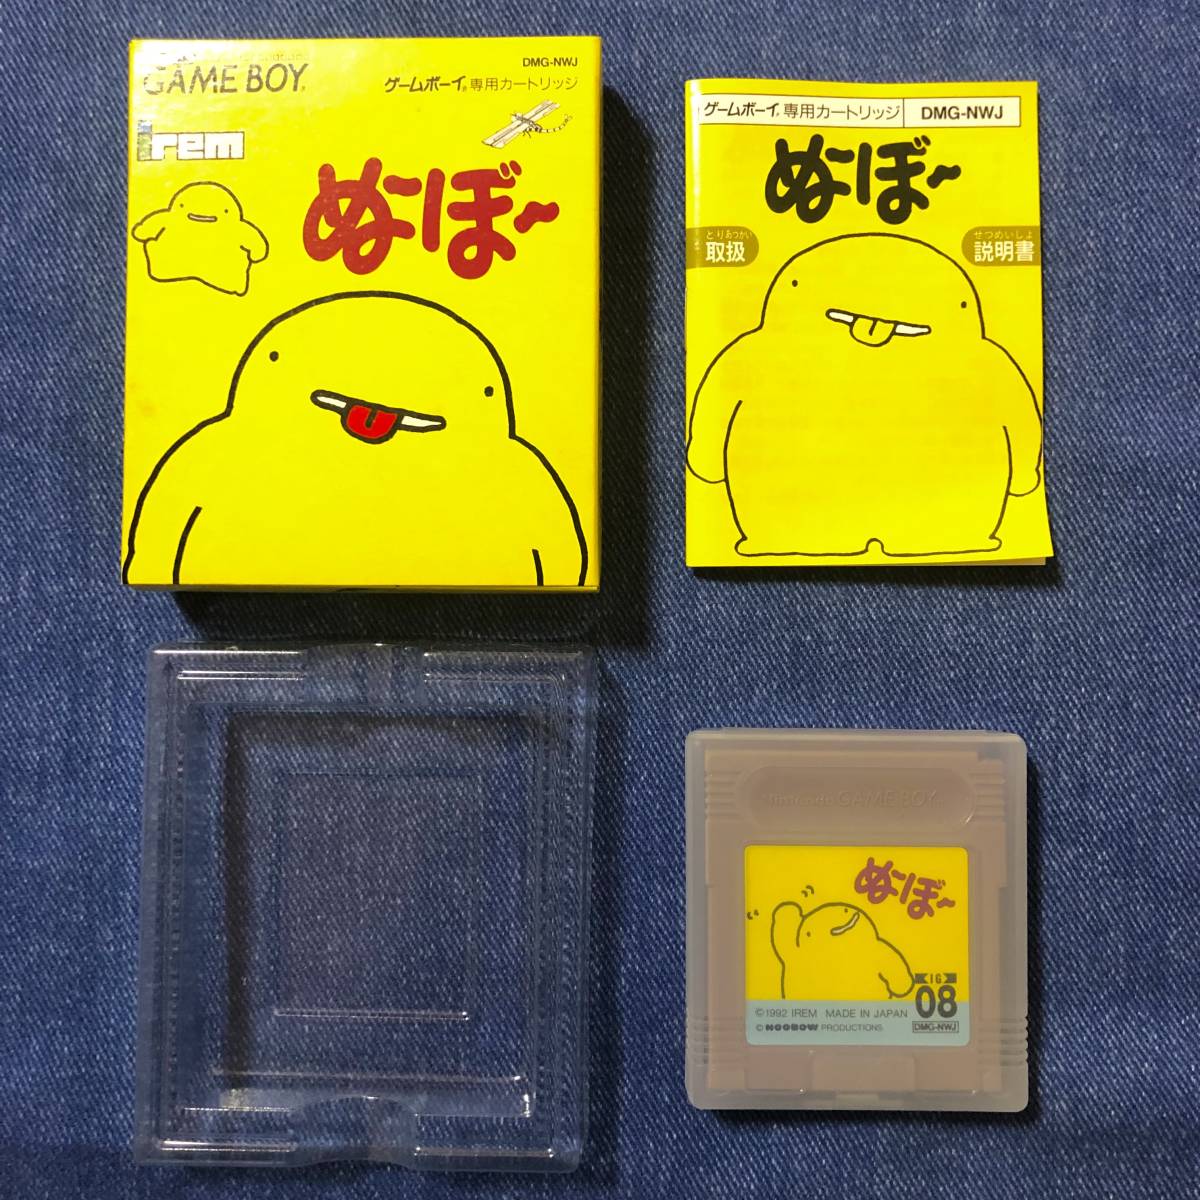 GAME BOY
DMG-NWJ
ゲームボーイ専用カートリッジ
irem
ぬ〜ぼ〜
ゲームボーイ専用カートリッジ
DMG-NWJ
ぬ〜ぼ〜
とりあつかい
取扱
せつめいしょ
説明書
Nintendo GAME BOY
ぬ〜ぼ〜
IG
08
©1992 IREM MADE IN JAPAN
© NOOBOW PRODUCTIONS
DMG-NWJ